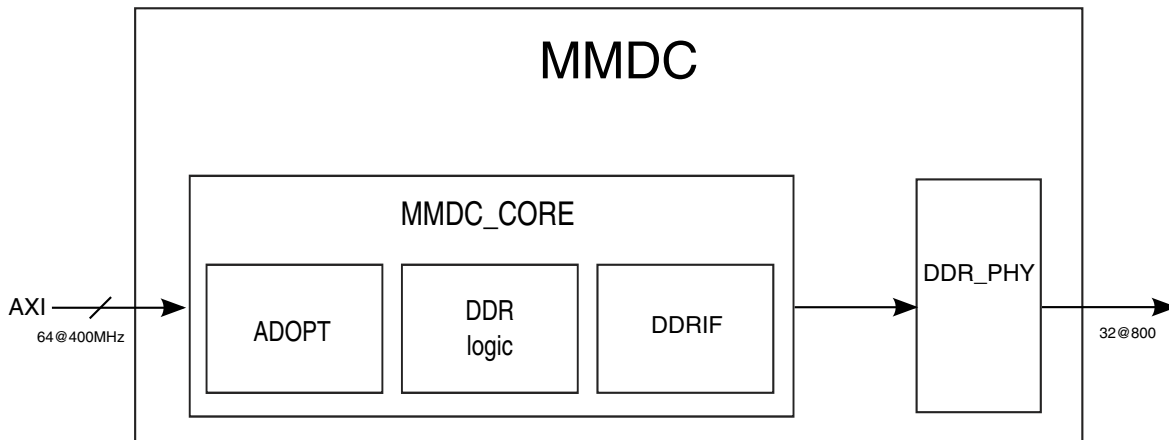 MMDC
MMDC_CORE
AXI
64@400MHz
ADOPT
DDR
logic
DDRIF
DDR_PHY
32@800